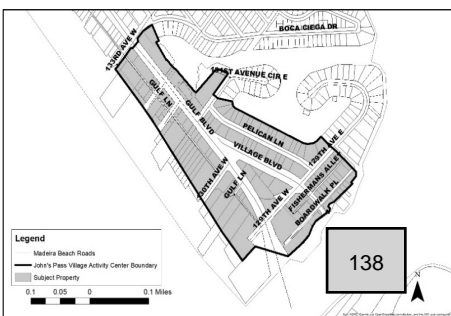 BOCA CIEGA DR
133RD AVE W
131ST AVENUE CIR E
GULF LN
GULF BLVD
PELICAN LN
VILLAGE BLVD
129TH AVE E
130TH AVE W
GULF LN
FISHERMANS ALLEY
129TH AVE W
BOARDWALK PL
Legend
Madeira Beach Roads
John's Pass Village Activity Center Boundary
Subject Property
0.1 0.05 0 0.1 Miles
138
N